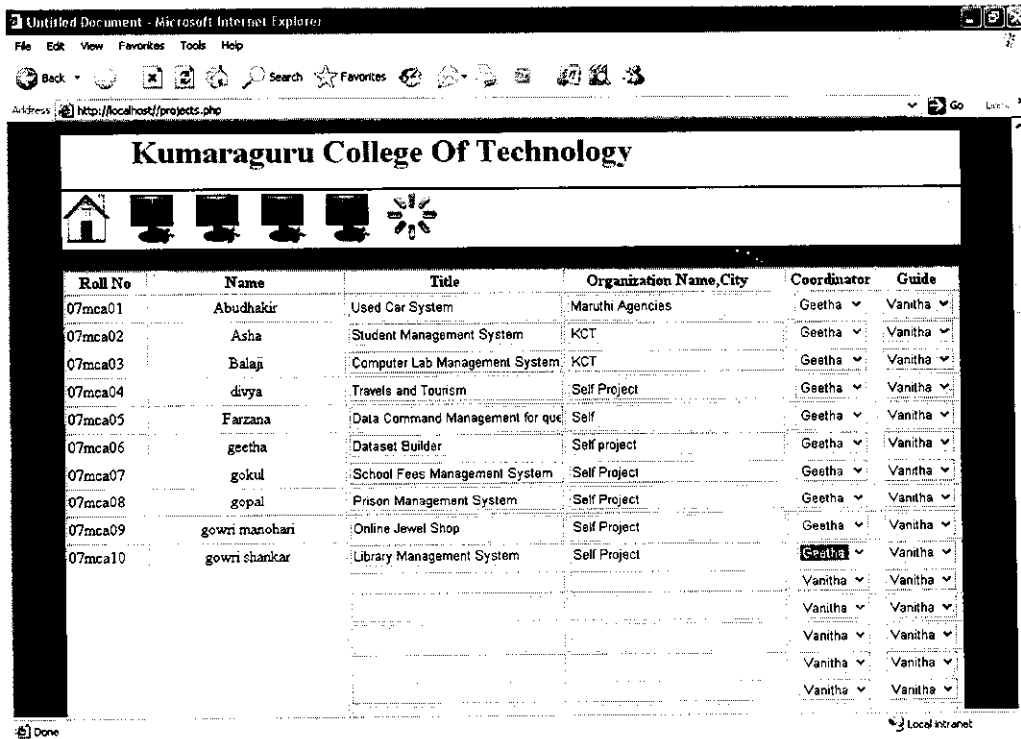 Untitled Document - Microsoft Internet Explorer
File Edit View Favorites Tools Help
Back Search Favorites
Address http://localhost//projects.php Go
Kumaraguru College Of Technology
Roll No Name Title Organization Name,City Coordinator Guide
07mca01 Abudhakir Used Car System Maruthi Agencies Geetha Vanitha
07mca02 Asha Student Management System KCT Geetha Vanitha
07mca03 Balaji Computer Lab Management System KCT Geetha Vanitha
07mca04 divya Travels and Tourism Self Project Geetha Vanitha
07mca05 Farzana Data Command Management for que Self Geetha Vanitha
07mca06 geetha Dataset Builder Self project Geetha Vanitha
07mca07 gokul School Fees Management System Self Project Geetha Vanitha
07mca08 gopal Prison Management System Self Project Geetha Vanitha
07mca09 gowri manohari Online Jewel Shop Self Project Geetha Vanitha
07mca10 gowri shankar Library Management System Self Project Geetha Vanitha
Vanitha Vanitha
Vanitha Vanitha
Vanitha Vanitha
Vanitha Vanitha
Vanitha Vanitha
Done Local intranet